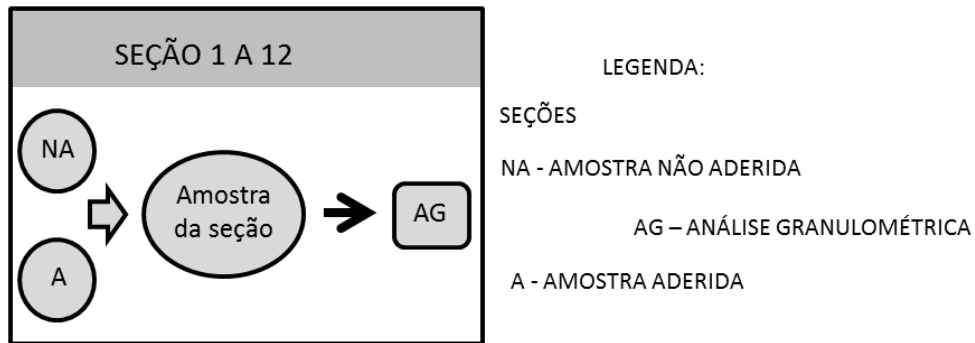 SEÇÃO 1 A 12
NA
A
Amostra
da seção
AG
LEGENDA:
SEÇÕES
NA - AMOSTRA NÃO ADERIDA
AG – ANÁLISE GRANULOMÉTRICA
A - AMOSTRA ADERIDA